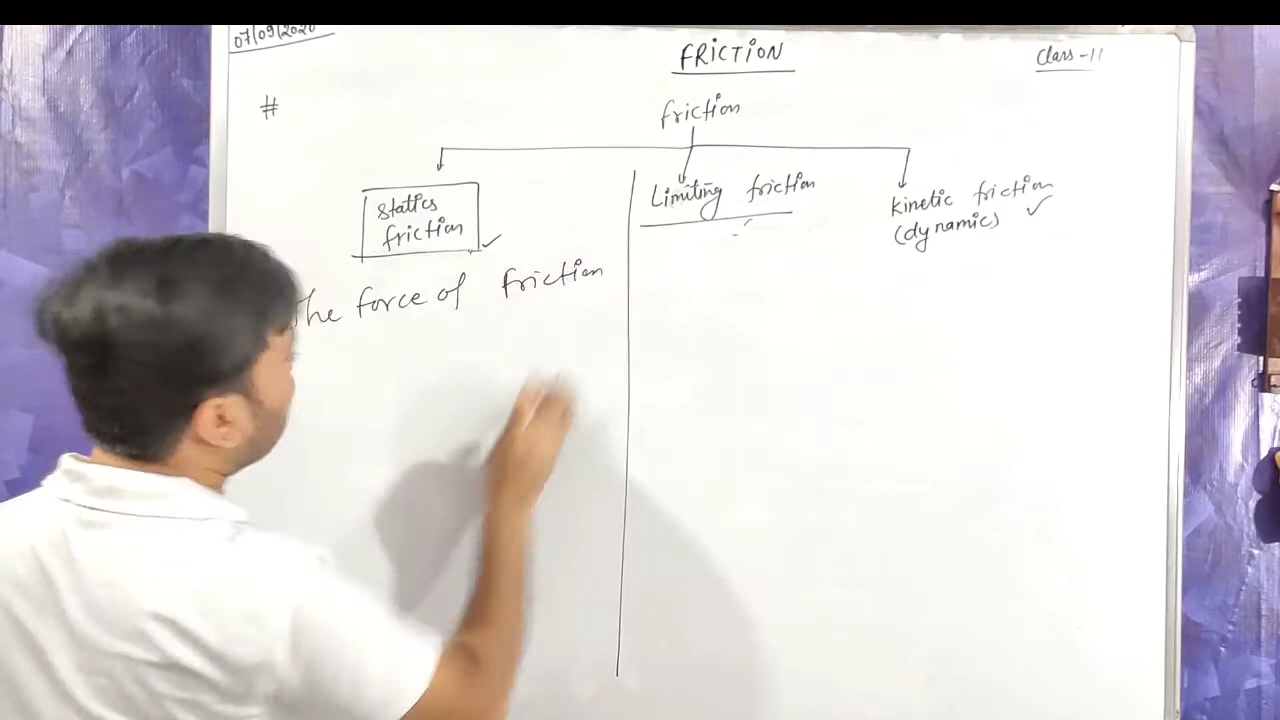 07/09/2020
FRICTION
Class-11
#
friction
Statics
friction
Limiting friction
kinetic friction
(dynamic)
The force of friction